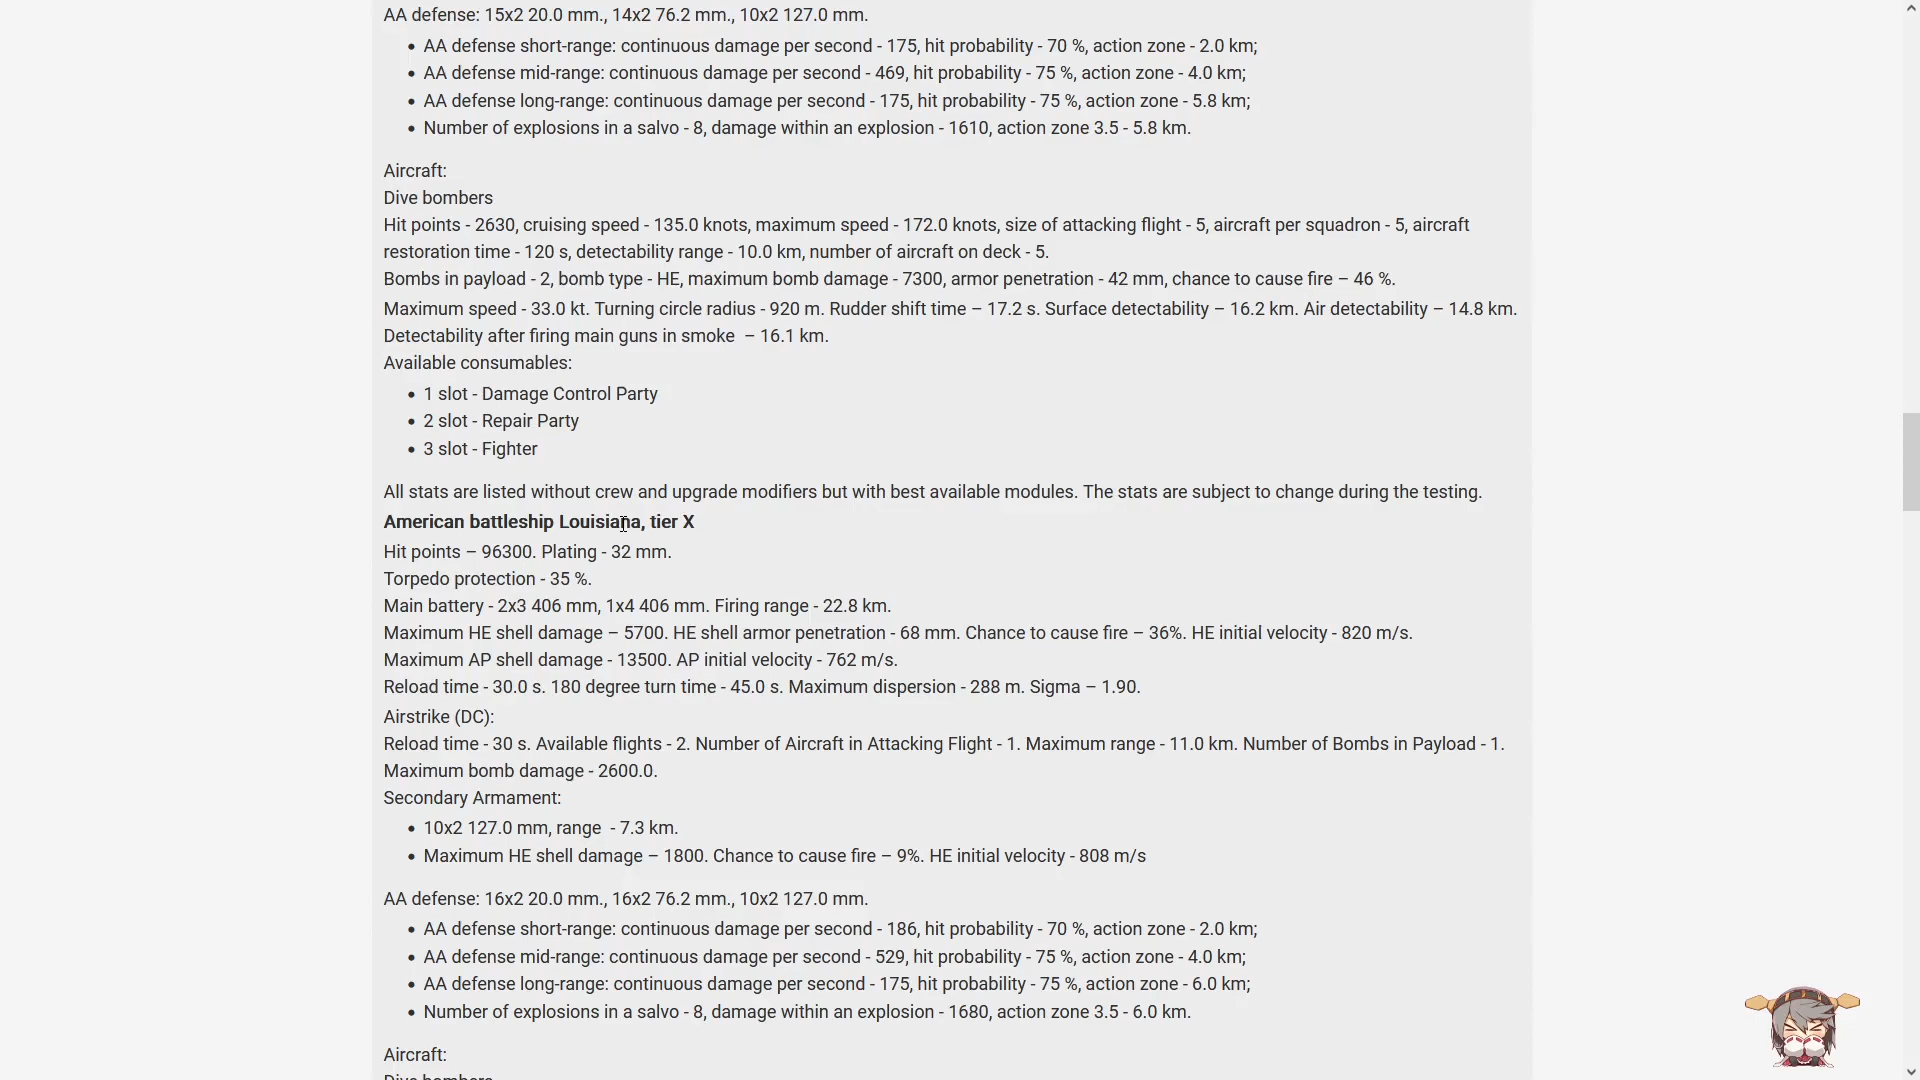 AA defense: 15x2 20.0 mm., 14x2 76.2 mm., 10x2 127.0 mm.
• AA defense short-range: continuous damage per second - 175, hit probability - 70 %, action zone - 2.0 km;
• AA defense mid-range: continuous damage per second - 469, hit probability - 75 %, action zone - 4.0 km;
• AA defense long-range: continuous damage per second - 175, hit probability - 75 %, action zone - 5.8 km;
• Number of explosions in a salvo - 8, damage within an explosion - 1610, action zone 3.5 - 5.8 km.
Aircraft:
Dive bombers
Hit points - 2630, cruising speed - 135.0 knots, maximum speed - 172.0 knots, size of attacking flight - 5, aircraft per squadron - 5, aircraft
restoration time - 120 s, detectability range - 10.0 km, number of aircraft on deck - 5.
Bombs in payload - 2, bomb type - HE, maximum bomb damage - 7300, armor penetration - 42 mm, chance to cause fire – 46 %.
Maximum speed - 33.0 kt. Turning circle radius - 920 m. Rudder shift time – 17.2 s. Surface detectability – 16.2 km. Air detectability – 14.8 km.
Detectability after firing main guns in smoke  – 16.1 km.
Available consumables:
• 1 slot - Damage Control Party
• 2 slot - Repair Party
• 3 slot - Fighter
All stats are listed without crew and upgrade modifiers but with best available modules. The stats are subject to change during the testing.
American battleship Louisiana, tier X
Hit points – 96300. Plating - 32 mm.
Torpedo protection - 35 %.
Main battery - 2x3 406 mm, 1x4 406 mm. Firing range - 22.8 km.
Maximum HE shell damage – 5700. HE shell armor penetration - 68 mm. Chance to cause fire – 36%. HE initial velocity - 820 m/s.
Maximum AP shell damage - 13500. AP initial velocity - 762 m/s.
Reload time - 30.0 s. 180 degree turn time - 45.0 s. Maximum dispersion - 288 m. Sigma – 1.90.
Airstrike (DC):
Reload time - 30 s. Available flights - 2. Number of Aircraft in Attacking Flight - 1. Maximum range - 11.0 km. Number of Bombs in Payload - 1.
Maximum bomb damage - 2600.0.
Secondary Armament:
• 10x2 127.0 mm, range  - 7.3 km.
• Maximum HE shell damage – 1800. Chance to cause fire – 9%. HE initial velocity - 808 m/s
AA defense: 16x2 20.0 mm., 16x2 76.2 mm., 10x2 127.0 mm.
• AA defense short-range: continuous damage per second - 186, hit probability - 70 %, action zone - 2.0 km;
• AA defense mid-range: continuous damage per second - 529, hit probability - 75 %, action zone - 4.0 km;
• AA defense long-range: continuous damage per second - 175, hit probability - 75 %, action zone - 6.0 km;
• Number of explosions in a salvo - 8, damage within an explosion - 1680, action zone 3.5 - 6.0 km.
Aircraft:
Dive bombers